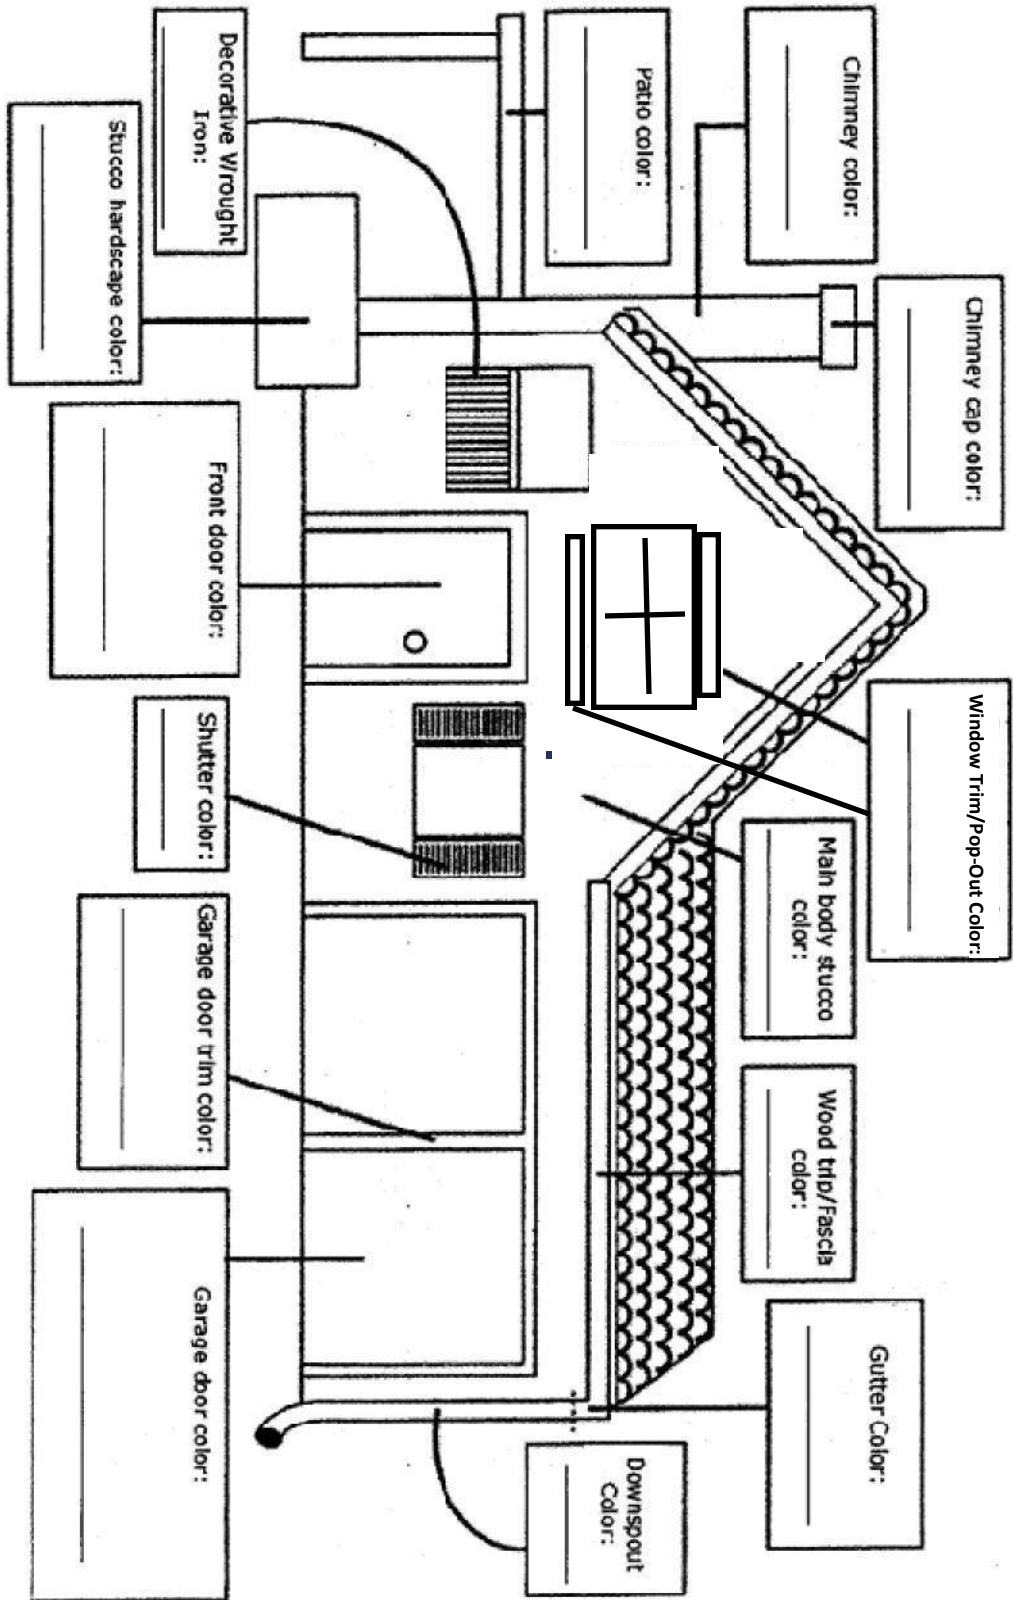 Chimney cap color:
Window Trim/Pop-Out Color:
Chimney color:
Main body stucco
color:
Wood trip/Fascia
color:
Gutter Color:
Patio color:
Downspout
Color:
Decorative Wrought
Iron:
Stucco hardscape color:
Front door color:
Shutter color:
Garage door trim color:
Garage door color: